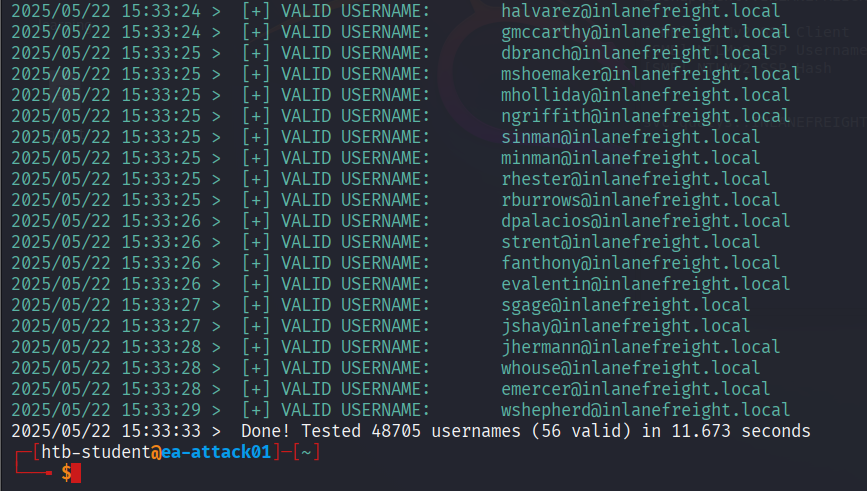 2025/05/22 15:33:24 >  [+] VALID USERNAME:       halvarez@inlanefreight.local
2025/05/22 15:33:24 >  [+] VALID USERNAME:       gmccarthy@inlanefreight.local
2025/05/22 15:33:25 >  [+] VALID USERNAME:       dbranch@inlanefreight.local
2025/05/22 15:33:25 >  [+] VALID USERNAME:       mshoemaker@inlanefreight.local
2025/05/22 15:33:25 >  [+] VALID USERNAME:       mholliday@inlanefreight.local
2025/05/22 15:33:25 >  [+] VALID USERNAME:       ngriffith@inlanefreight.local
2025/05/22 15:33:25 >  [+] VALID USERNAME:       sinman@inlanefreight.local
2025/05/22 15:33:25 >  [+] VALID USERNAME:       minman@inlanefreight.local
2025/05/22 15:33:25 >  [+] VALID USERNAME:       rhester@inlanefreight.local
2025/05/22 15:33:25 >  [+] VALID USERNAME:       rburrows@inlanefreight.local
2025/05/22 15:33:26 >  [+] VALID USERNAME:       dpalacios@inlanefreight.local
2025/05/22 15:33:26 >  [+] VALID USERNAME:       strent@inlanefreight.local
2025/05/22 15:33:26 >  [+] VALID USERNAME:       fanthony@inlanefreight.local
2025/05/22 15:33:26 >  [+] VALID USERNAME:       evalentin@inlanefreight.local
2025/05/22 15:33:27 >  [+] VALID USERNAME:       sgage@inlanefreight.local
2025/05/22 15:33:27 >  [+] VALID USERNAME:       jshay@inlanefreight.local
2025/05/22 15:33:28 >  [+] VALID USERNAME:       jhermann@inlanefreight.local
2025/05/22 15:33:28 >  [+] VALID USERNAME:       whouse@inlanefreight.local
2025/05/22 15:33:28 >  [+] VALID USERNAME:       emercer@inlanefreight.local
2025/05/22 15:33:29 >  [+] VALID USERNAME:       wshepherd@inlanefreight.local
2025/05/22 15:33:33 >  Done! Tested 48705 usernames (56 valid) in 11.673 seconds
┌─[htb-student@ea-attack01]─[~]
└──╼ $